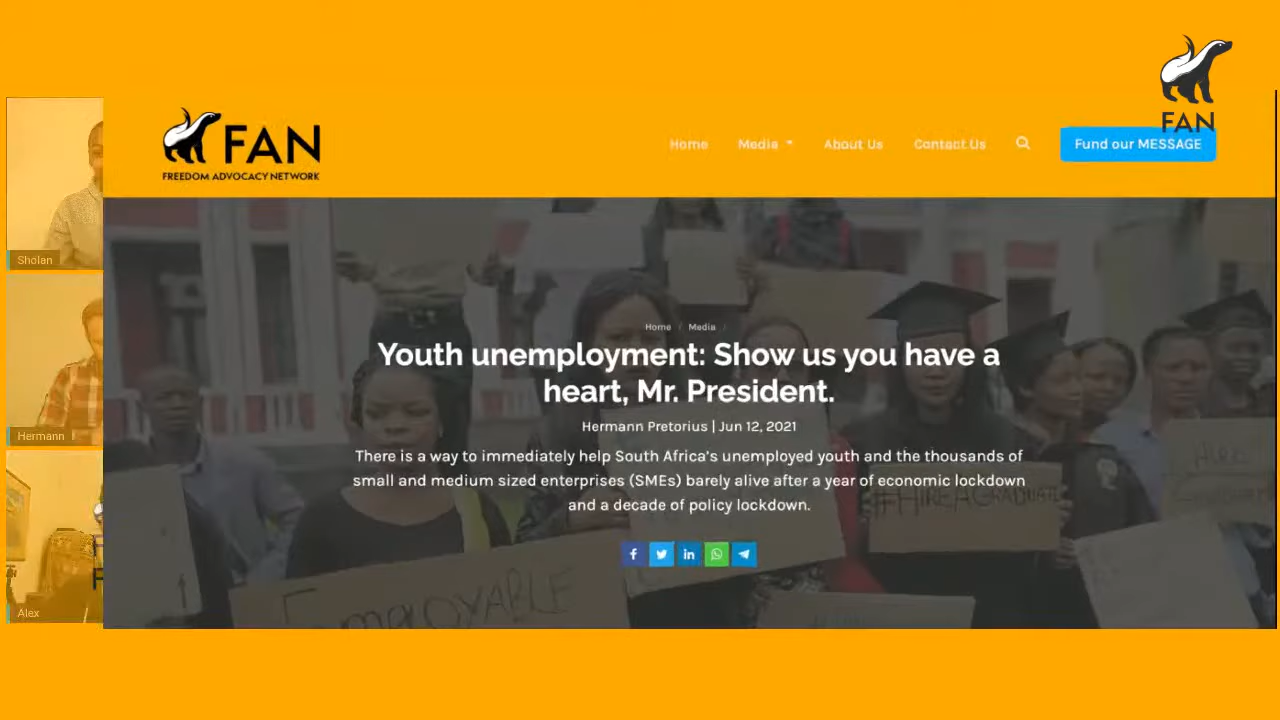 FAN
FAN
FREEDOM ADVOCACY NETWORK
Home Media About Us Contact Us Fund our MESSAGE
Sholan
Hermann
Alex
Home / Media /
Youth unemployment: Show us you have a
heart, Mr. President.
Hermann Pretorius | Jun 12, 2021
There is a way to immediately help South Africa's unemployed youth and the thousands of
small and medium sized enterprises (SMEs) barely alive after a year of economic lockdown
and a decade of policy lockdown.
#HIREAGRADUATE
EMPLOYABLE